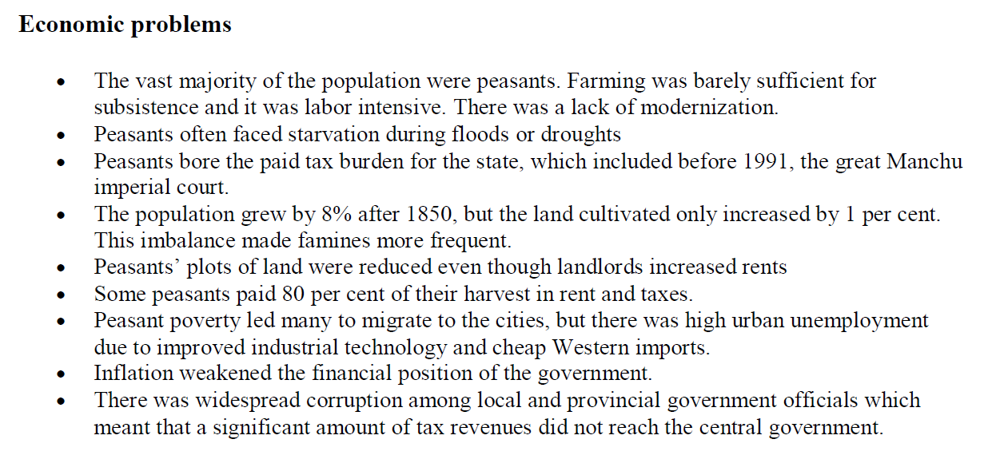 Economic problems
• The vast majority of the population were peasants. Farming was barely sufficient for
subsistence and it was labor intensive. There was a lack of modernization.
• Peasants often faced starvation during floods or droughts
• Peasants bore the paid tax burden for the state, which included before 1991, the great Manchu
imperial court.
• The population grew by 8% after 1850, but the land cultivated only increased by 1 per cent.
This imbalance made famines more frequent.
• Peasants’ plots of land were reduced even though landlords increased rents
• Some peasants paid 80 per cent of their harvest in rent and taxes.
• Peasant poverty led many to migrate to the cities, but there was high urban unemployment
due to improved industrial technology and cheap Western imports.
• Inflation weakened the financial position of the government.
• There was widespread corruption among local and provincial government officials which
meant that a significant amount of tax revenues did not reach the central government.